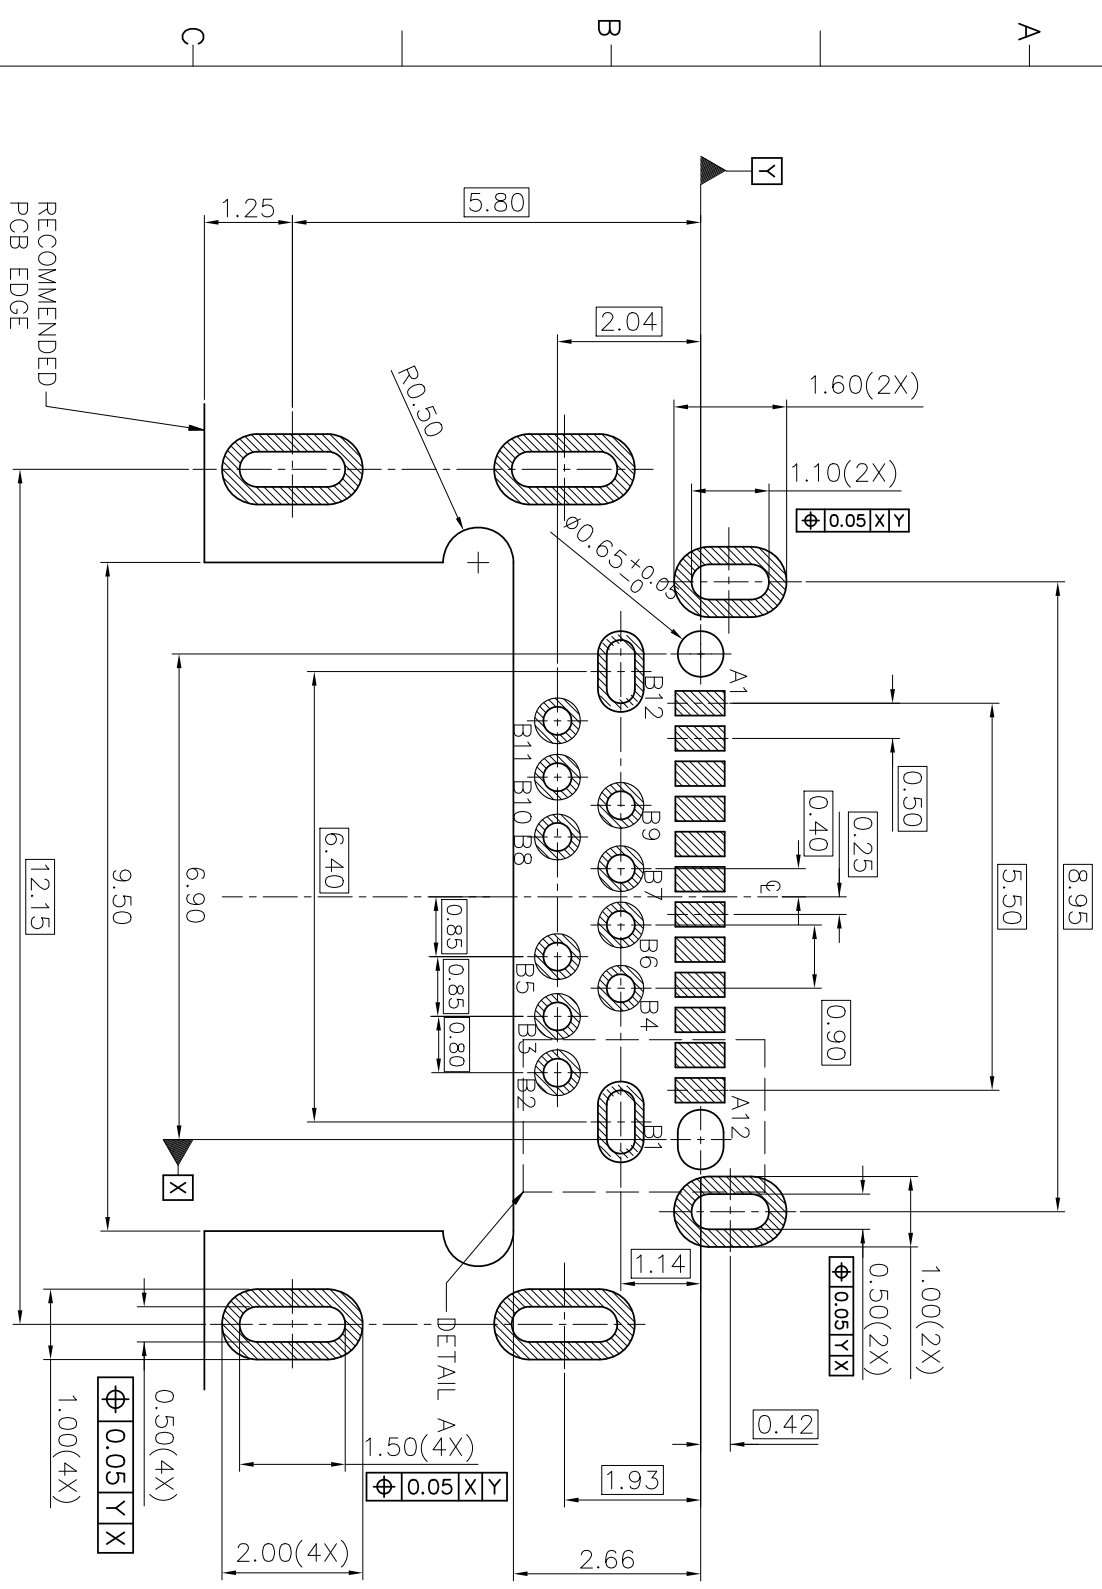 C
B
A
Y
1.25
5.80
2.04
1.60(2X)
1.10(2X)
⌖ 0.05 X Y
RECOMMENDED
PCB EDGE
R0.50
ø0.65 +0.05 -0
A1
B12
B11
B10
B8
B9
B7
B6
B4
B5
B3
B2
B1
A12
℄
0.50
0.40
0.25
5.50
8.95
0.90
6.40
0.85
0.85
0.80
6.90
9.50
12.15
X
1.14
DETAIL A
0.42
1.93
2.66
1.00(2X)
0.50(2X)
⌖ 0.05 Y X
1.50(4X)
⌖ 0.05 X Y
2.00(4X)
0.50(4X)
1.00(4X)
⌖ 0.05 Y X